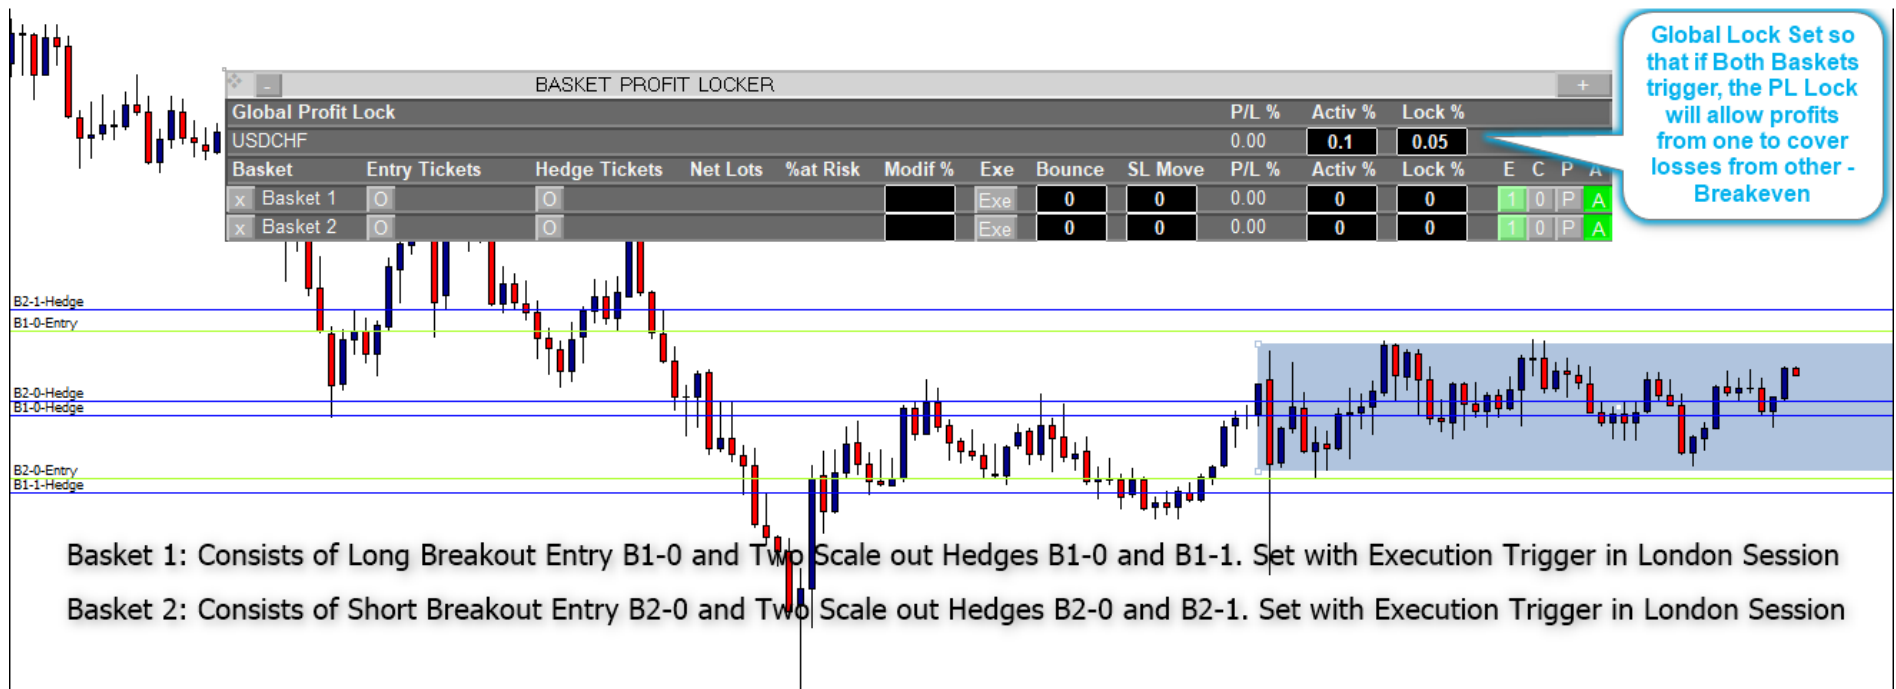 Global Lock Set so
that if Both Baskets
trigger, the PL Lock
will allow profits
from one to cover
losses from other -
Breakeven
- BASKET PROFIT LOCKER +
Global Profit Lock P/L % Activ % Lock %
USDCHF 0.00 0.1 0.05
Basket Entry Tickets Hedge Tickets Net Lots %at Risk Modif % Exe Bounce SL Move P/L % Activ % Lock % E C P A
x Basket 1 O O Exe 0 0 0.00 0 0 1 0 P A
x Basket 2 O O Exe 0 0 0.00 0 0 1 0 P A
B2-1-Hedge
B1-0-Entry
B2-0-Hedge
B1-0-Hedge
B2-0-Entry
B1-1-Hedge
Basket 1: Consists of Long Breakout Entry B1-0 and Two Scale out Hedges B1-0 and B1-1. Set with Execution Trigger in London Session
Basket 2: Consists of Short Breakout Entry B2-0 and Two Scale out Hedges B2-0 and B2-1. Set with Execution Trigger in London Session